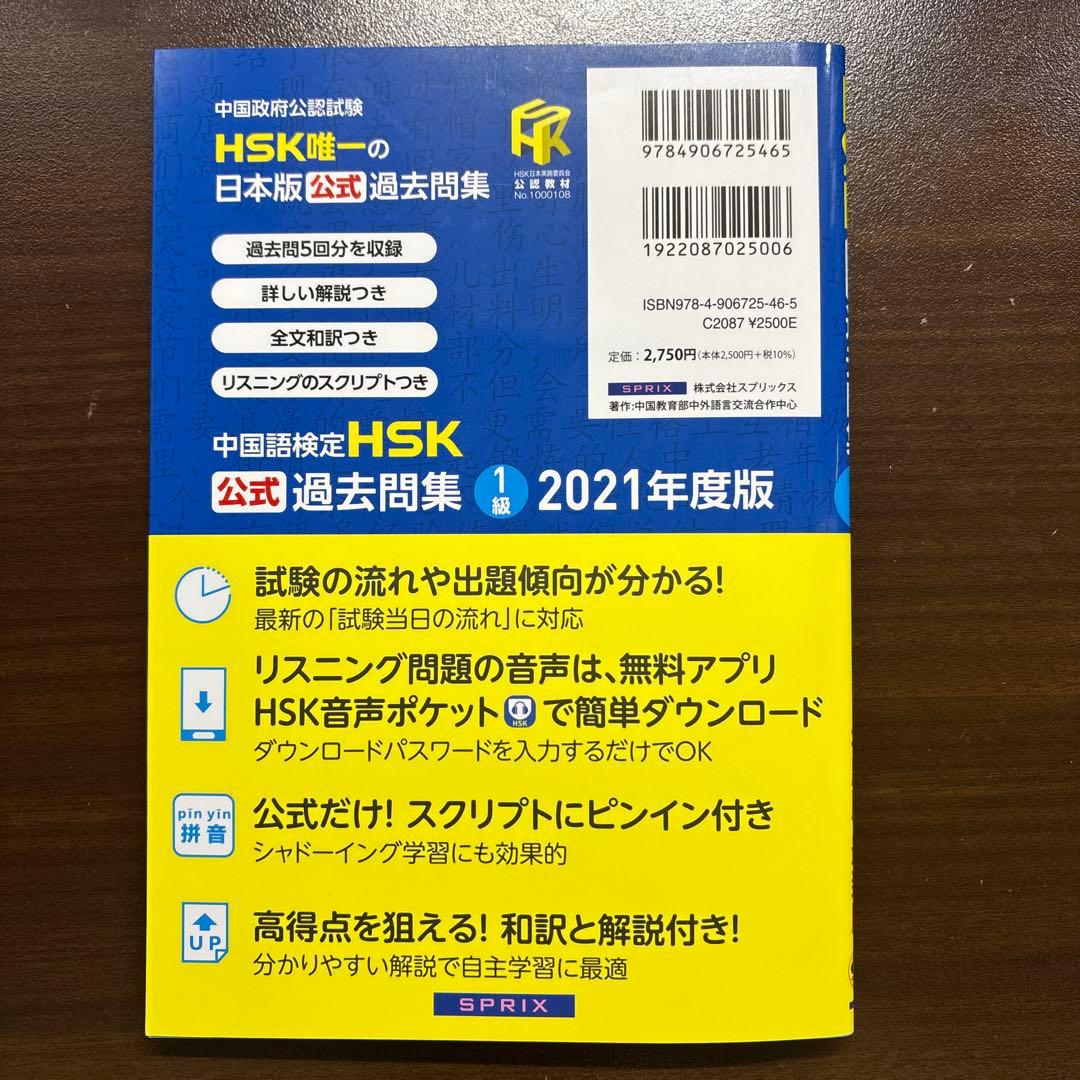 中国政府公認試験
HSK唯一の
日本版 公式 過去問集
HSK日本実施委員会
公認教材
No.1000108
過去問5回分を収録
詳しい解説つき
全文和訳つき
リスニングのスクリプトつき
9784906725465
1922087025006
ISBN978-4-906725-46-5
C2087 ¥2500E
定価：2,750円(本体2,500円+税10%)
SPRIX 株式会社スプリックス
著作:中国教育部中外語言交流合作中心
中国語検定HSK
公式 過去問集 1級 2021年度版
試験の流れや出題傾向が分かる!
最新の「試験当日の流れ」に対応
リスニング問題の音声は、無料アプリ
HSK音声ポケット HSK で簡単ダウンロード
ダウンロードパスワードを入力するだけでOK
pīn yīn
拼音
公式だけ! スクリプトにピンイン付き
シャドーイング学習にも効果的
UP
高得点を狙える! 和訳と解説付き!
分かりやすい解説で自主学習に最適
SPRIX